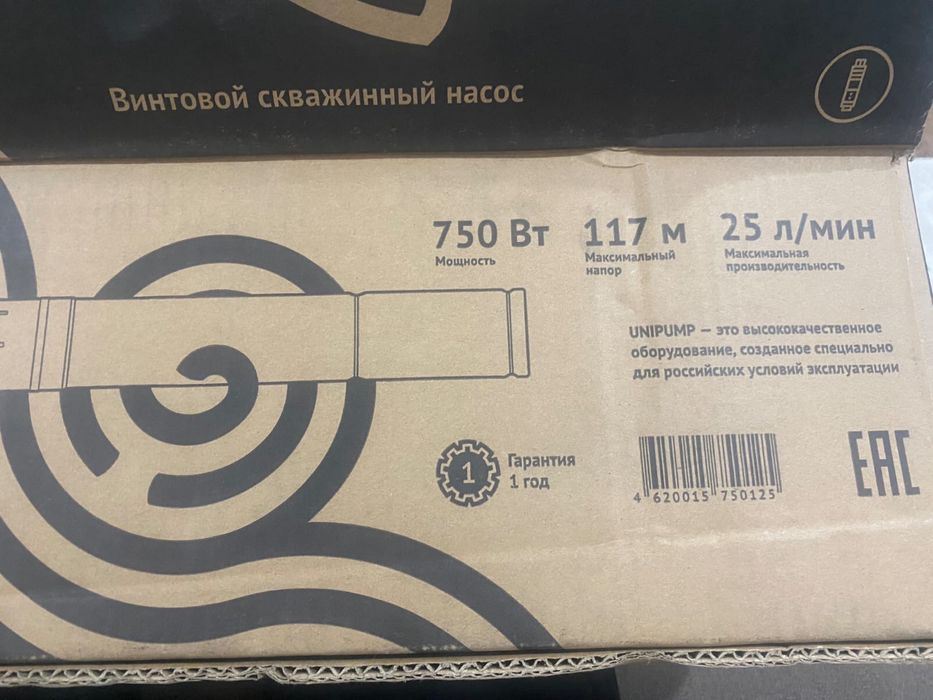 Винтовой скважинный насос
750 Вт
Мощность
117 м
Максимальный
напор
25 л/мин
Максимальная
производительность
UNIPUMP — это высококачественное
оборудование, созданное специально
для российских условий эксплуатации
1
Гарантия
1 год
4 620015 750125
EAC